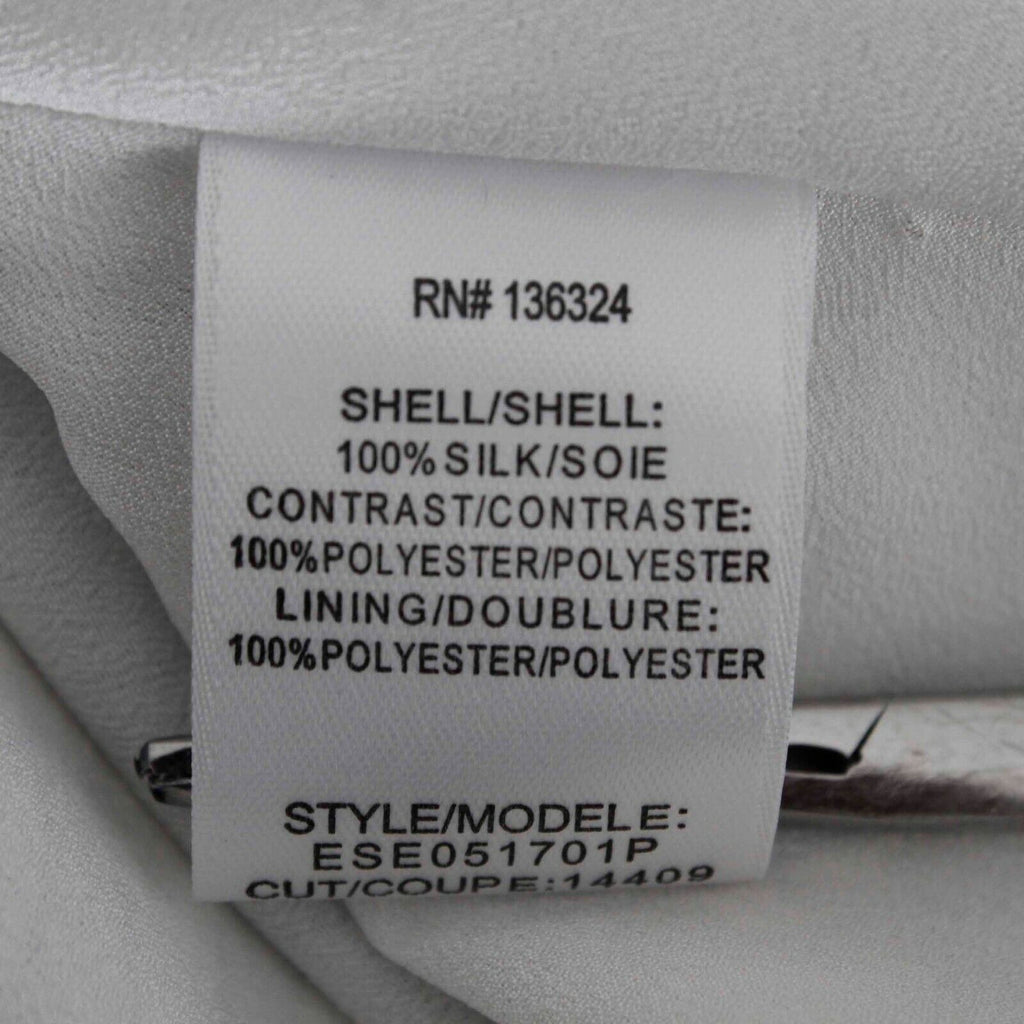 RN# 136324
SHELL/SHELL:
100% SILK/SOIE
CONTRAST/CONTRASTE:
100%POLYESTER/POLYESTER
LINING/DOUBLURE:
100%POLYESTER/POLYESTER
STYLE/MODELE:
ESE051701P
CUT/COUPE:14409